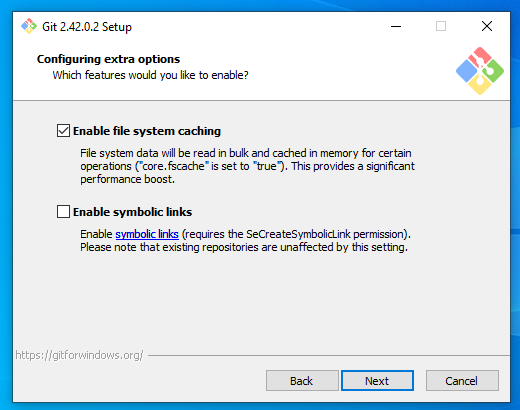 Git 2.42.0.2 Setup
Configuring extra options
Which features would you like to enable?
Enable file system caching
File system data will be read in bulk and cached in memory for certain
operations ("core.fscache" is set to "true"). This provides a significant
performance boost.
Enable symbolic links
Enable symbolic links (requires the SeCreateSymbolicLink permission).
Please note that existing repositories are unaffected by this setting.
https://gitforwindows.org/
Back
Next
Cancel